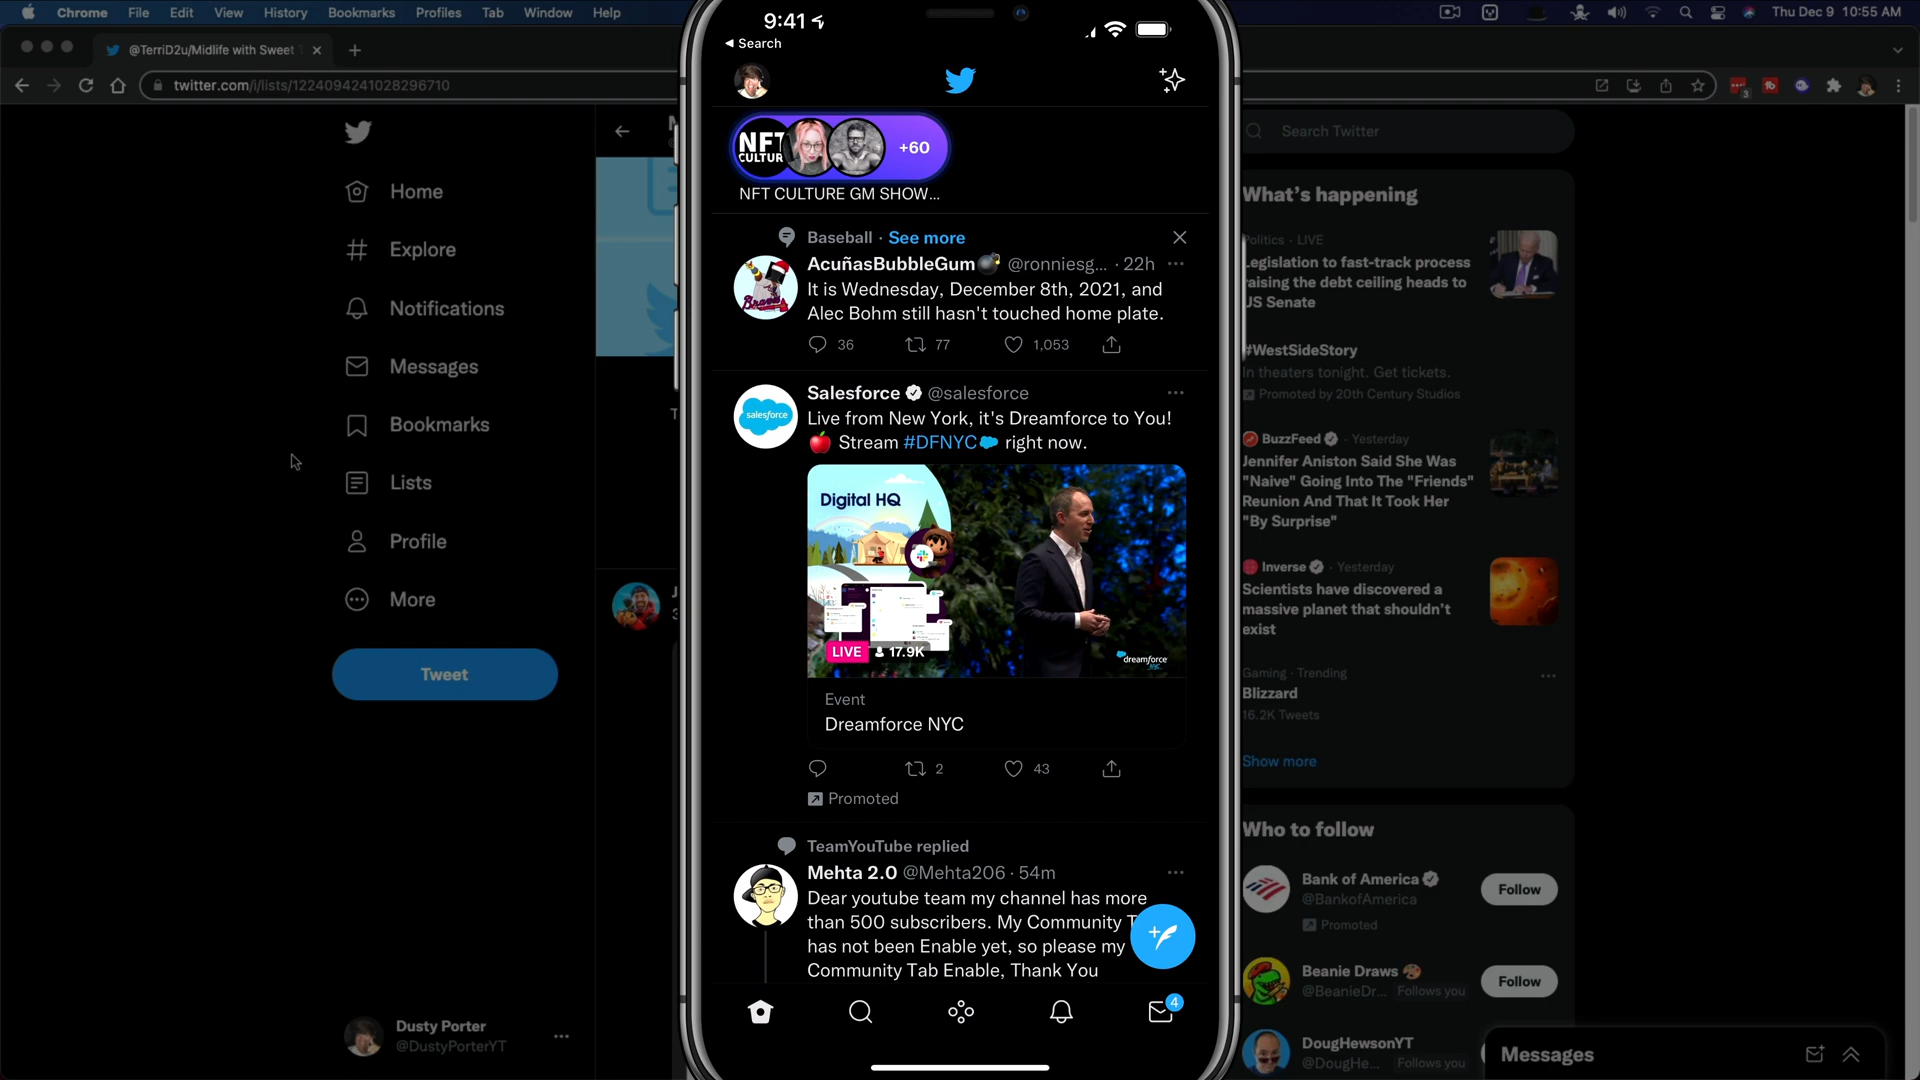 Chrome File Edit View History Bookmarks Profiles Tab Window Help
Thu Dec 9 10:55 AM
@TerriD2u/Midlife with Sweet
twitter.com/i/lists/1224094241028296710
3
Home
Explore
Notifications
Messages
Bookmarks
Lists
Profile
More
Tweet
Dusty Porter
@DustyPorterYT
9:41
Search
NFT
CULTUR
+60
NFT CULTURE GM SHOW...
Baseball · See more
AcuñasBubbleGum💣 @ronniesg... · 22h
It is Wednesday, December 8th, 2021, and
Alec Bohm still hasn't touched home plate.
36 77 1,053
Salesforce @salesforce
salesforce
Live from New York, it's Dreamforce to You!
🍎 Stream #DFNYC right now.
Digital HQ
LIVE 17.9K
dreamforce
NYC
Event
Dreamforce NYC
2 43
Promoted
TeamYouTube replied
Mehta 2.0 @Mehta206 · 54m
Dear youtube team my channel has more
than 500 subscribers. My Community T
has not been Enable yet, so please my
Community Tab Enable, Thank You
4
Search Twitter
What's happening
Politics · LIVE
Legislation to fast-track process
raising the debt ceiling heads to
US Senate
#WestSideStory
In theaters tonight. Get tickets.
Promoted by 20th Century Studios
BuzzFeed · Yesterday
Jennifer Aniston Said She Was
"Naive" Going Into The "Friends"
Reunion And That It Took Her
"By Surprise"
Inverse · Yesterday
Scientists have discovered a
massive planet that shouldn't
exist
Gaming · Trending
Blizzard
16.2K Tweets
Show more
Who to follow
Bank of America
@BankofAmerica
Follow
Promoted
Beanie Draws 🎨
@BeanieDr... Follows you
Follow
DougHewsonYT
@DougHe... Follows you
Messages